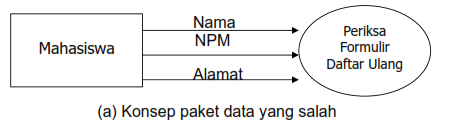 Mahasiswa
Nama
NPM
Alamat
Periksa
Formulir
Daftar Ulang
(a) Konsep paket data yang salah